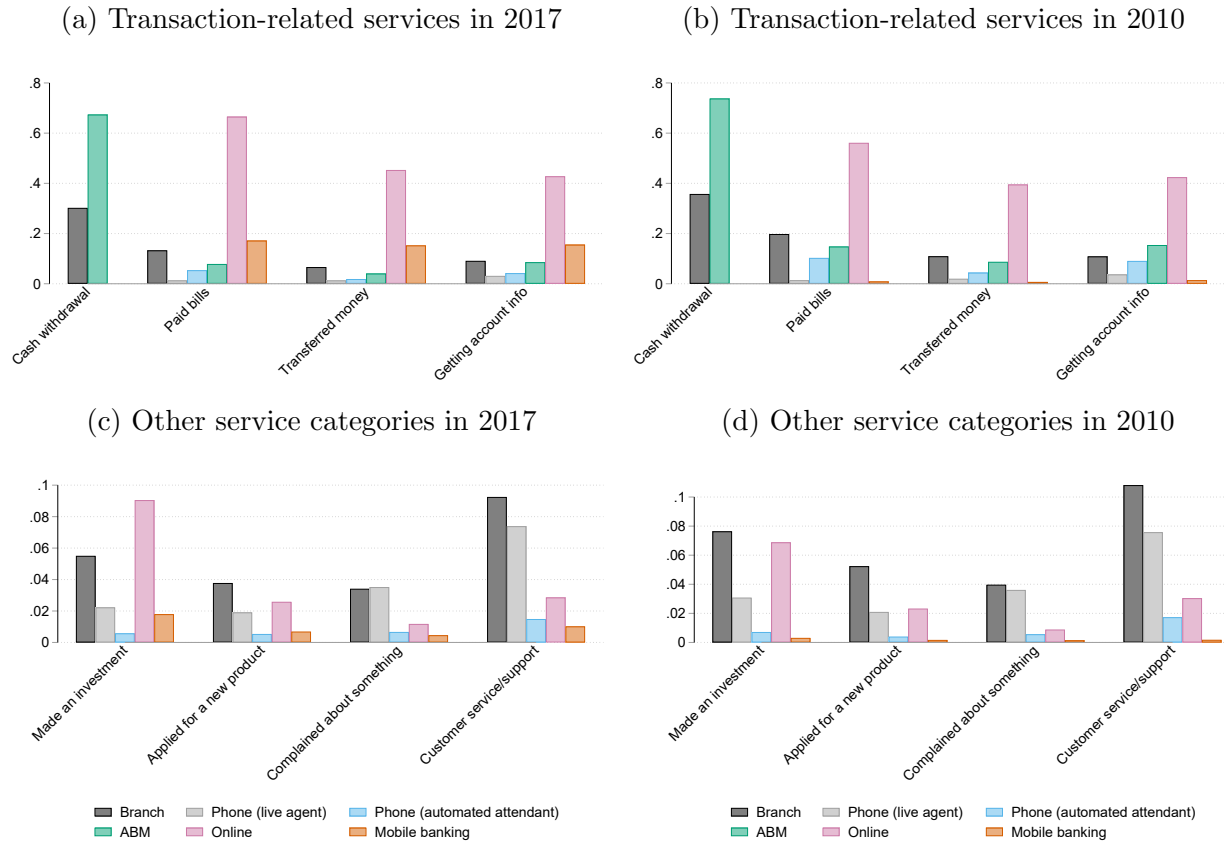 (a) Transaction-related services in 2017
.8
.6
.4
.2
0
Cash withdrawal
Paid bills
Transferred money
Getting account info
(b) Transaction-related services in 2010
.8
.6
.4
.2
0
Cash withdrawal
Paid bills
Transferred money
Getting account info
(c) Other service categories in 2017
.1
.08
.06
.04
.02
0
Made an investment
Applied for a new product
Complained about something
Customer service/support
Branch
Phone (live agent)
Phone (automated attendant)
ABM
Online
Mobile banking
(d) Other service categories in 2010
.1
.08
.06
.04
.02
0
Made an investment
Applied for a new product
Complained about something
Customer service/support
Branch
Phone (live agent)
Phone (automated attendant)
ABM
Online
Mobile banking